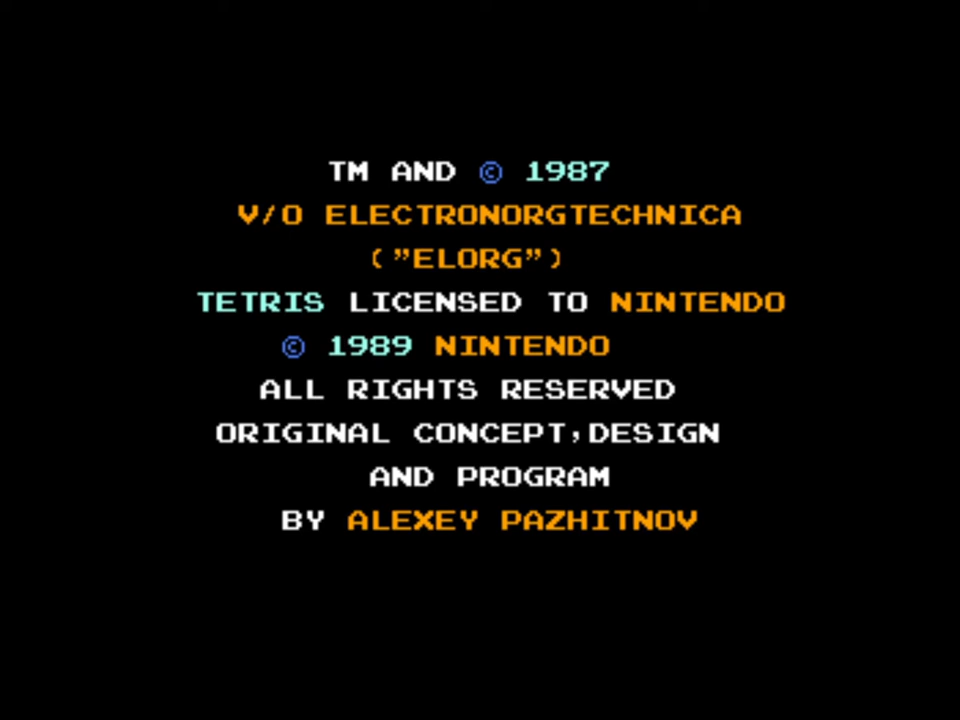 TM AND © 1987
V/O ELECTRONORGTECHNICA
(”ELORG”)
TETRIS LICENSED TO NINTENDO
© 1989 NINTENDO
ALL RIGHTS RESERVED
ORIGINAL CONCEPT,DESIGN
AND PROGRAM
BY ALEXEY PAZHITNOV